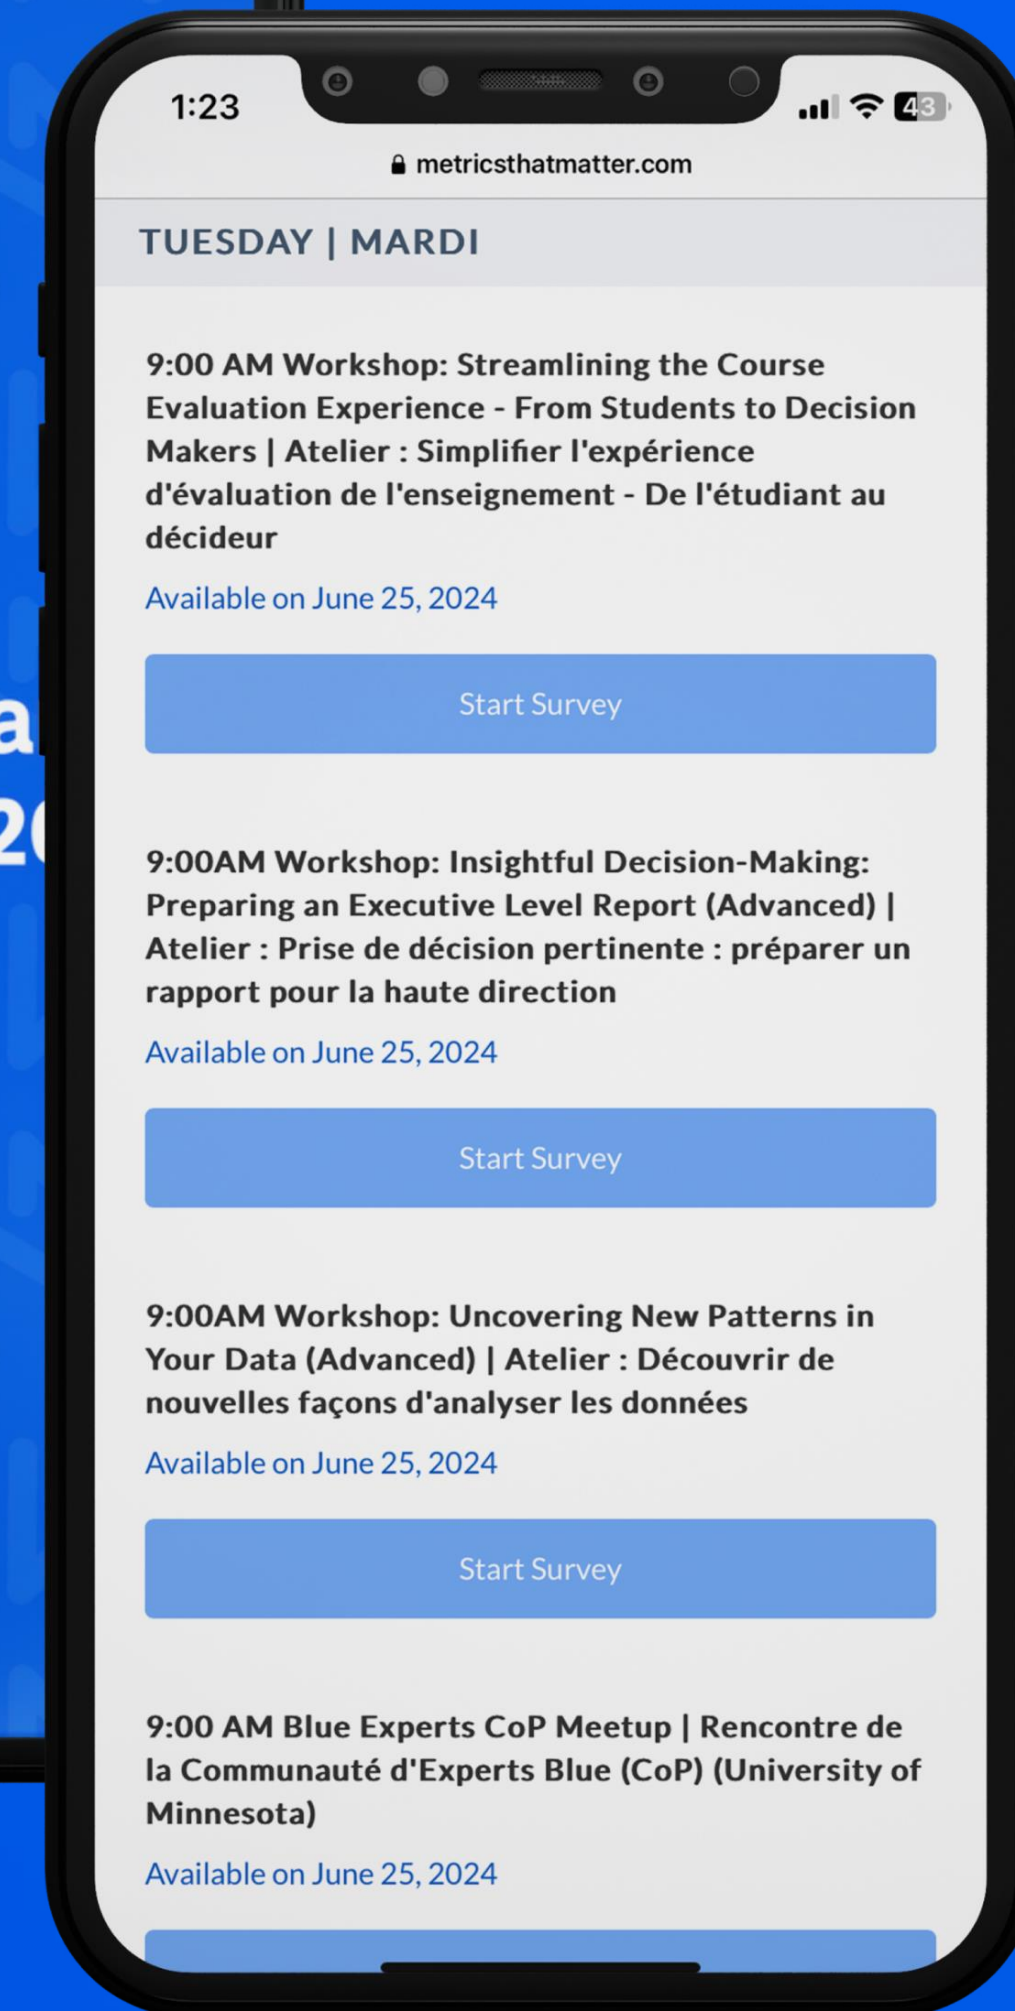 1:23
43
metricsthatmatter.com
TUESDAY | MARDI
9:00 AM Workshop: Streamlining the Course
Evaluation Experience - From Students to Decision
Makers | Atelier : Simplifier l'expérience
d'évaluation de l'enseignement - De l'étudiant au
décideur
Available on June 25, 2024
Start Survey
9:00AM Workshop: Insightful Decision-Making:
Preparing an Executive Level Report (Advanced) |
Atelier : Prise de décision pertinente : préparer un
rapport pour la haute direction
Available on June 25, 2024
Start Survey
9:00AM Workshop: Uncovering New Patterns in
Your Data (Advanced) | Atelier : Découvrir de
nouvelles façons d'analyser les données
Available on June 25, 2024
Start Survey
9:00 AM Blue Experts CoP Meetup | Rencontre de
la Communauté d'Experts Blue (CoP) (University of
Minnesota)
Available on June 25, 2024